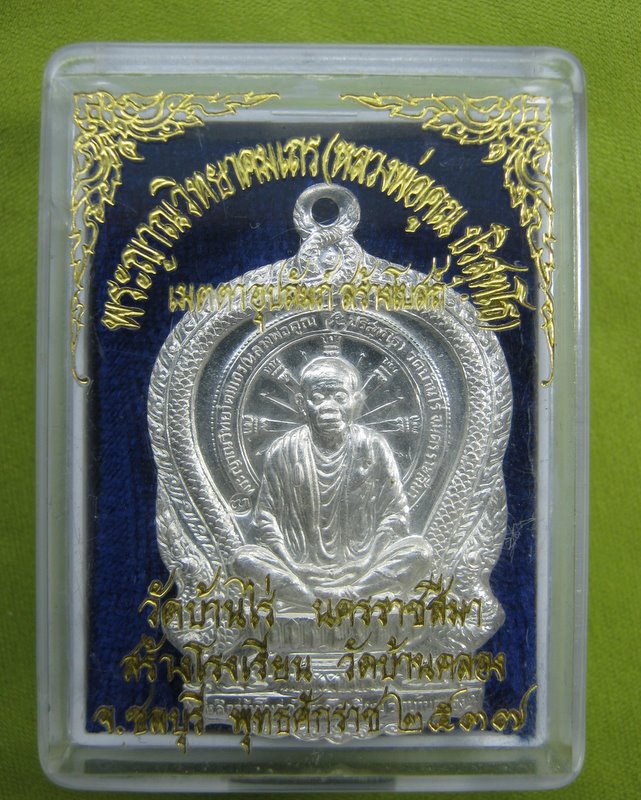 พระญาณวิทยาคมเถร (หลวงพ่อคูณ ปริสุทโธ)
เมตตาอุปถัมภ์ สร้างโบสถ์
วัดบ้านไร่ นครราชสีมา
สร้างโรงเรียน วัดบ้านคลอง
จ.ชลบุรี พุทธศักราช ๒๕๓๗